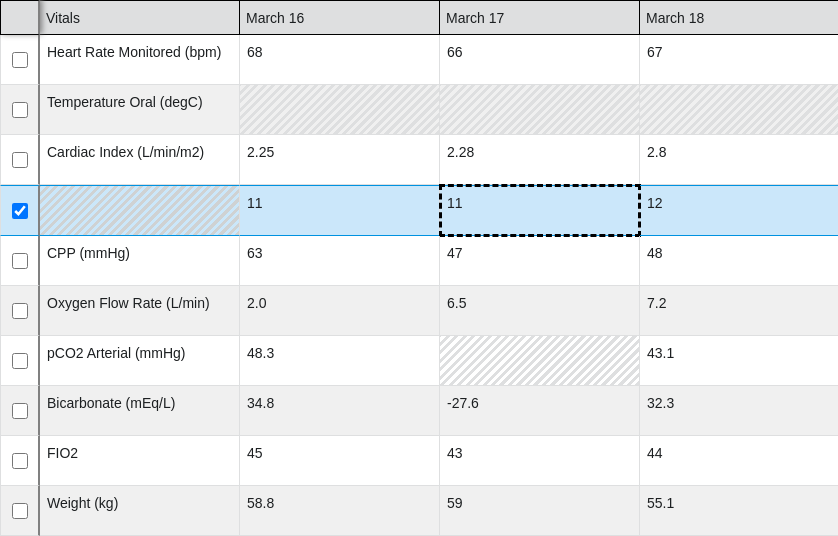 Vitals March 16 March 17 March 18
Heart Rate Monitored (bpm) 68 66 67
Temperature Oral (degC)
Cardiac Index (L/min/m2) 2.25 2.28 2.8
11 11 12
CPP (mmHg) 63 47 48
Oxygen Flow Rate (L/min) 2.0 6.5 7.2
pCO2 Arterial (mmHg) 48.3 43.1
Bicarbonate (mEq/L) 34.8 -27.6 32.3
FIO2 45 43 44
Weight (kg) 58.8 59 55.1